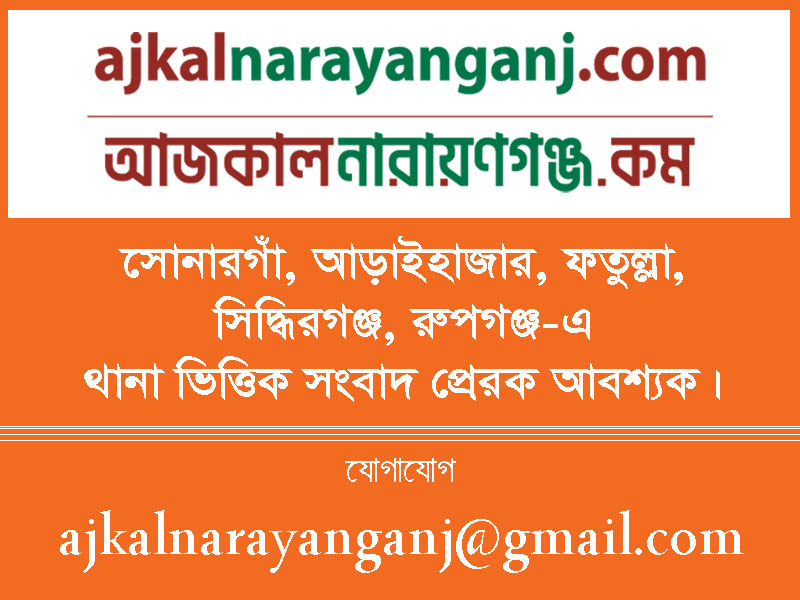 ajkalnarayanganj.com
আজকালনারায়ণগঞ্জ.কম
সোনারগাঁ, আড়াইহাজার, ফতুল্লা,
সিদ্ধিরগঞ্জ, রুপগঞ্জ-এ
থানা ভিত্তিক সংবাদ প্রেরক আবশ্যক।
যোগাযোগ
ajkalnarayanganj@gmail.com